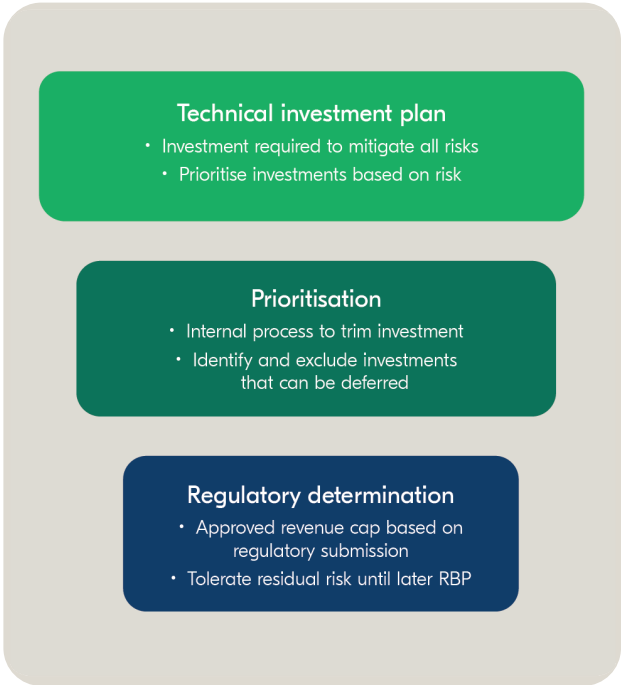 Technical investment plan
• Investment required to mitigate all risks
• Prioritise investments based on risk
Prioritisation
• Internal process to trim investment
• Identify and exclude investments
that can be deferred
Regulatory determination
• Approved revenue cap based on
regulatory submission
• Tolerate residual risk until later RBP